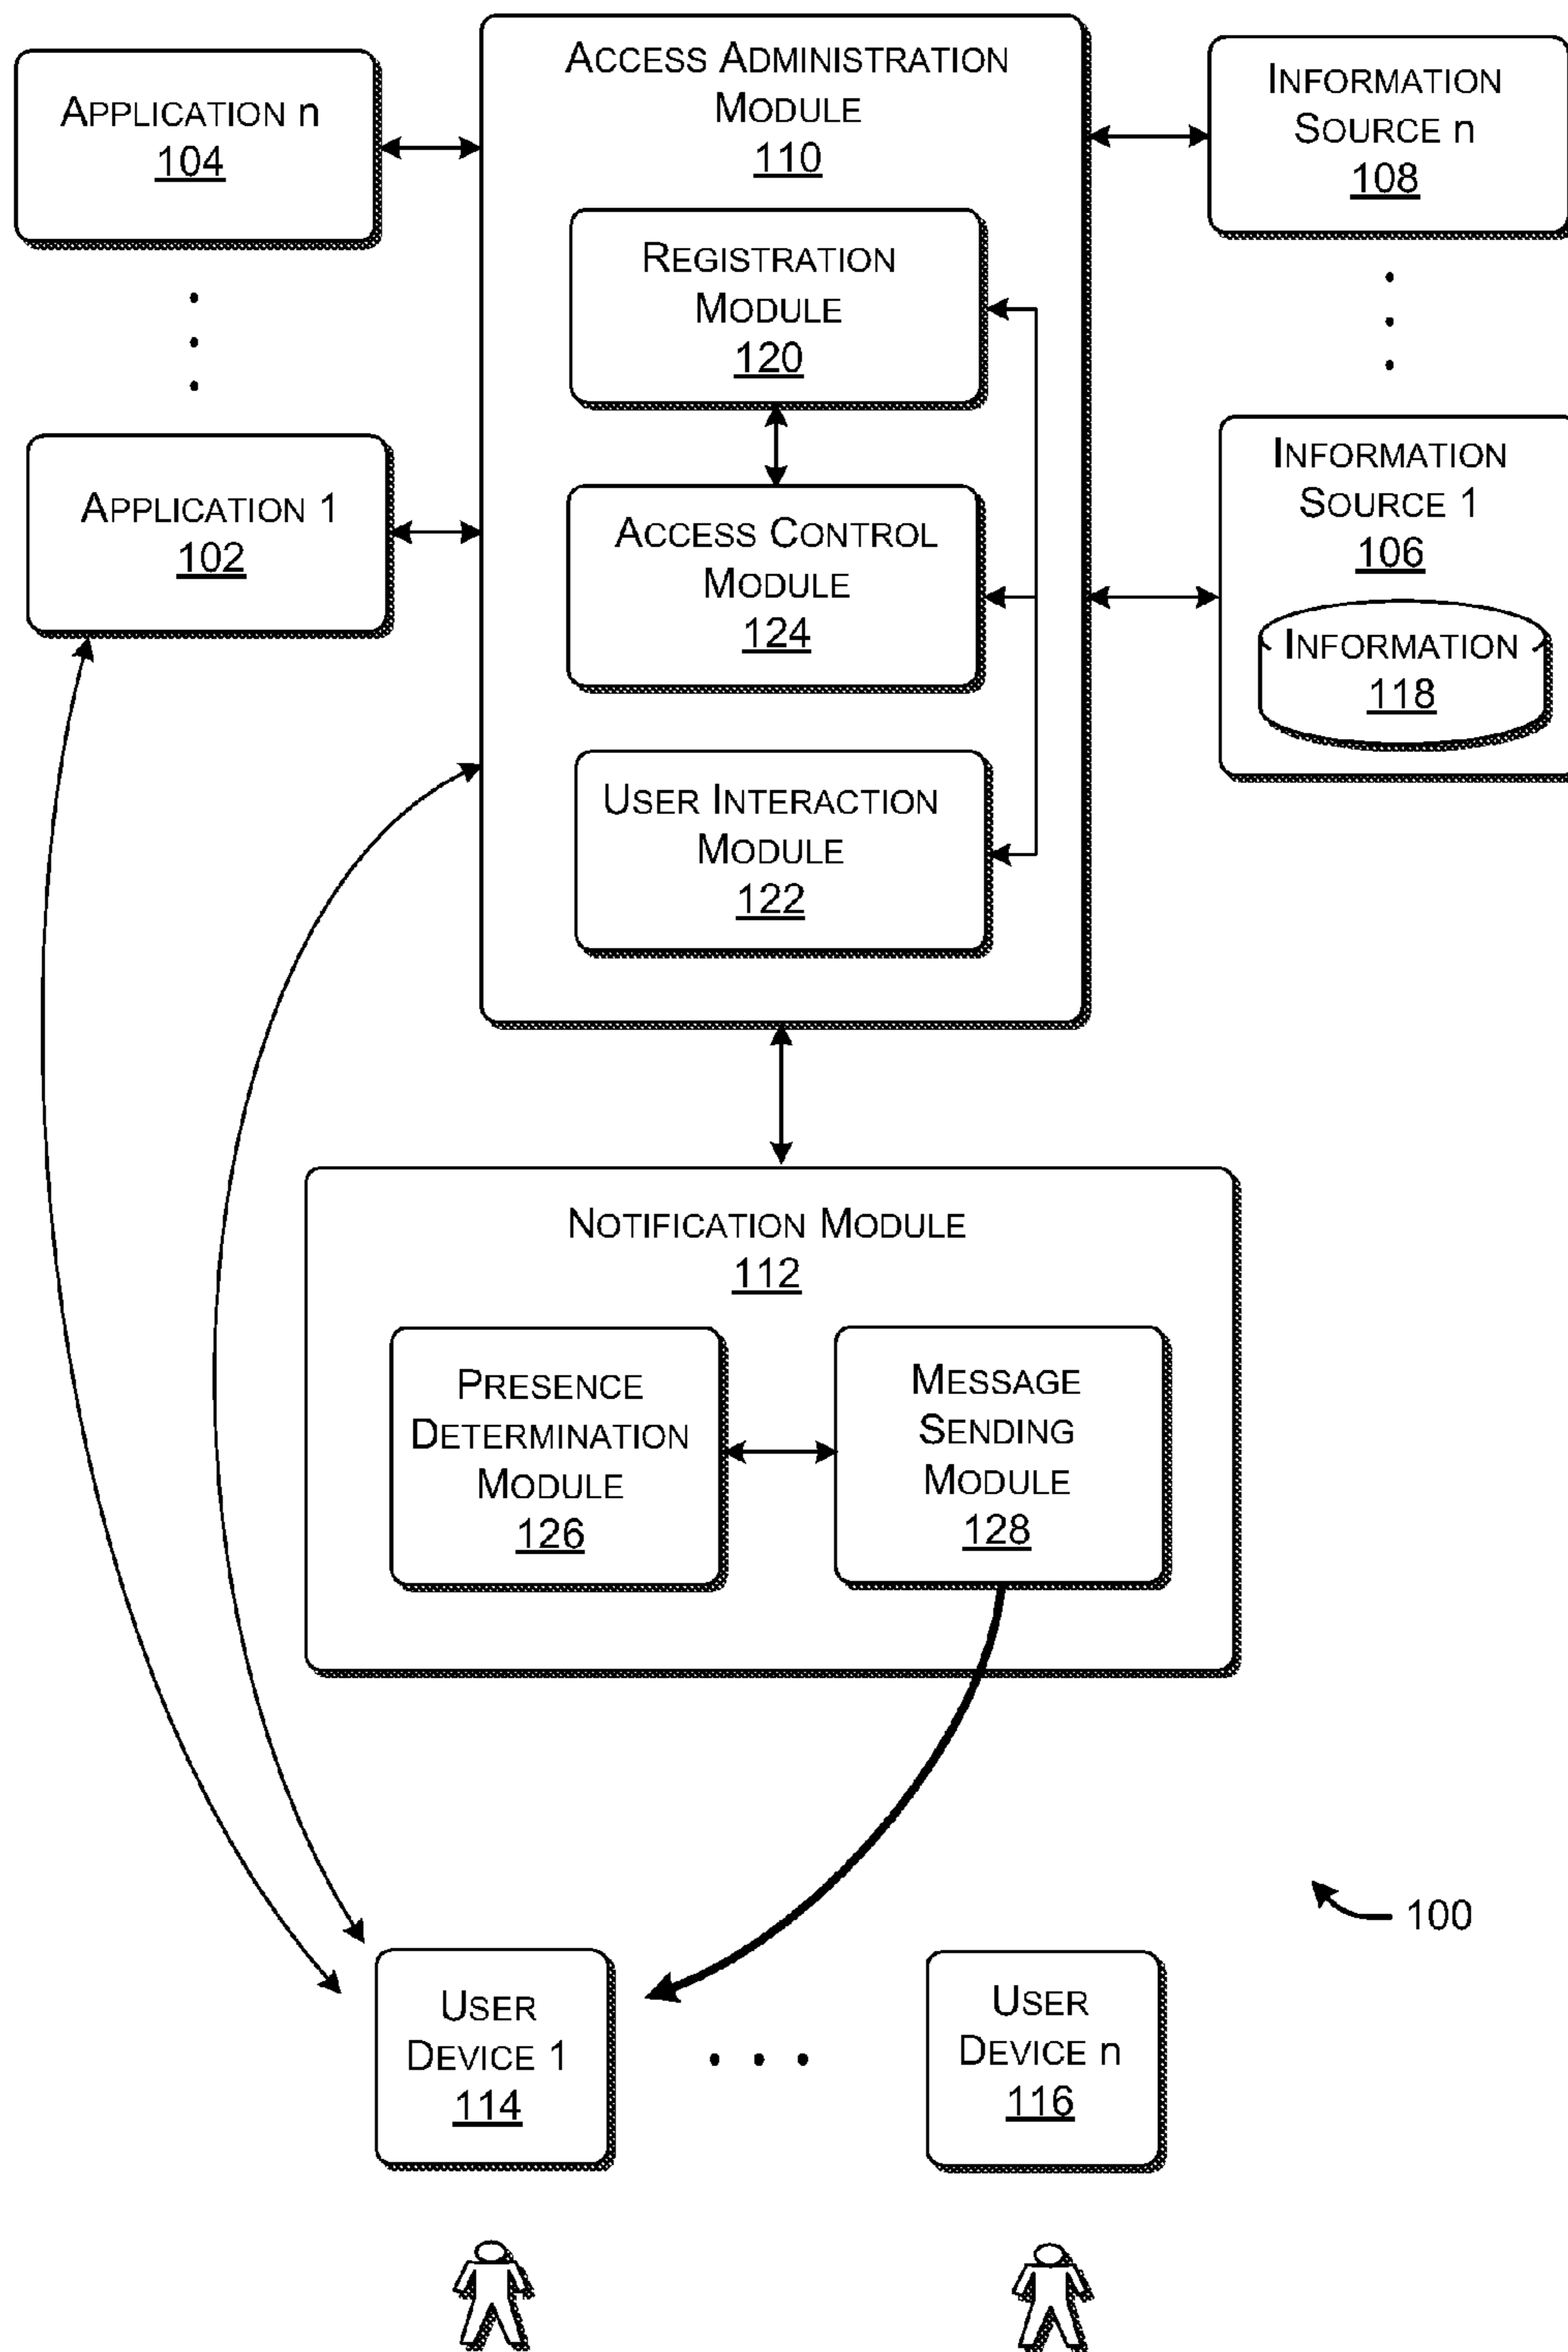 APPLICATION n
104
APPLICATION 1
102
ACCESS ADMINISTRATION
MODULE
110
REGISTRATION
MODULE
120
ACCESS CONTROL
MODULE
124
USER INTERACTION
MODULE
122
INFORMATION
SOURCE n
108
INFORMATION
SOURCE 1
106
INFORMATION
118
NOTIFICATION MODULE
112
PRESENCE
DETERMINATION
MODULE
126
MESSAGE
SENDING
MODULE
128
100
USER
DEVICE 1
114
USER
DEVICE n
116